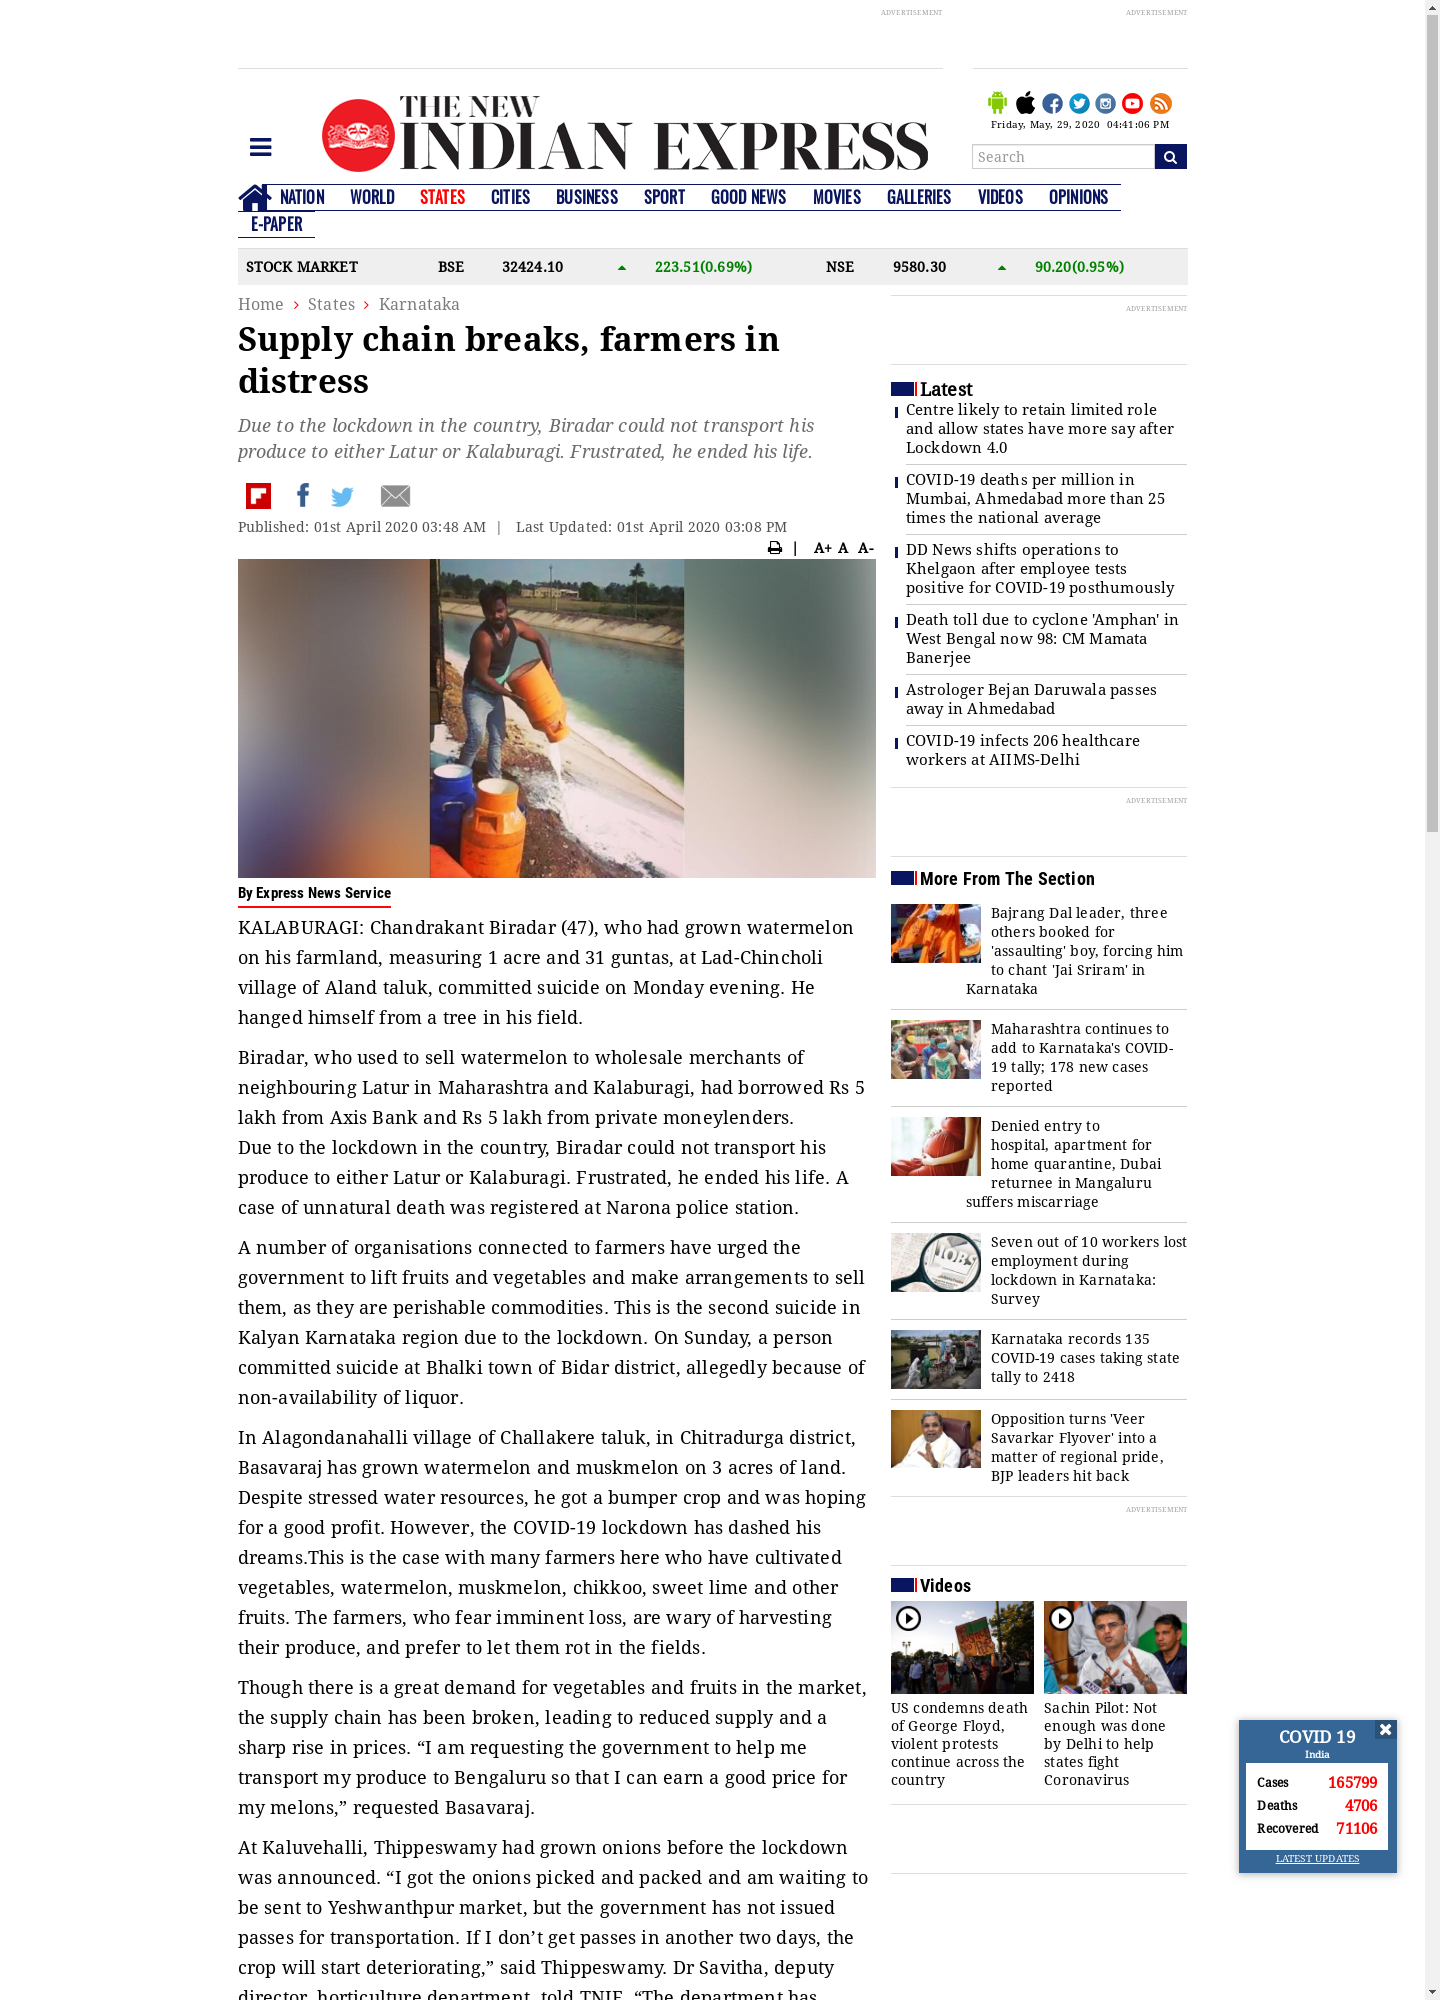 ADVERTISEMENT
ADVERTISEMENT
THE NEW
INDIAN EXPRESS
Friday, May, 29, 2020 04:41:06 PM
Search
NATION WORLD STATES CITIES BUSINESS SPORT GOOD NEWS MOVIES GALLERIES VIDEOS OPINIONS
E-PAPER
STOCK MARKET BSE 32424.10 223.51(0.69%) NSE 9580.30 90.20(0.95%)
Home > States > Karnataka
Supply chain breaks, farmers in
distress
Due to the lockdown in the country, Biradar could not transport his
produce to either Latur or Kalaburagi. Frustrated, he ended his life.
Published: 01st April 2020 03:48 AM | Last Updated: 01st April 2020 03:08 PM
| A+ A A-
By Express News Service
KALABURAGI: Chandrakant Biradar (47), who had grown watermelon
on his farmland, measuring 1 acre and 31 guntas, at Lad-Chincholi
village of Aland taluk, committed suicide on Monday evening. He
hanged himself from a tree in his field.
Biradar, who used to sell watermelon to wholesale merchants of
neighbouring Latur in Maharashtra and Kalaburagi, had borrowed Rs 5
lakh from Axis Bank and Rs 5 lakh from private moneylenders.
Due to the lockdown in the country, Biradar could not transport his
produce to either Latur or Kalaburagi. Frustrated, he ended his life. A
case of unnatural death was registered at Narona police station.
A number of organisations connected to farmers have urged the
government to lift fruits and vegetables and make arrangements to sell
them, as they are perishable commodities. This is the second suicide in
Kalyan Karnataka region due to the lockdown. On Sunday, a person
committed suicide at Bhalki town of Bidar district, allegedly because of
non-availability of liquor.
In Alagondanahalli village of Challakere taluk, in Chitradurga district,
Basavaraj has grown watermelon and muskmelon on 3 acres of land.
Despite stressed water resources, he got a bumper crop and was hoping
for a good profit. However, the COVID-19 lockdown has dashed his
dreams.This is the case with many farmers here who have cultivated
vegetables, watermelon, muskmelon, chikkoo, sweet lime and other
fruits. The farmers, who fear imminent loss, are wary of harvesting
their produce, and prefer to let them rot in the fields.
Though there is a great demand for vegetables and fruits in the market,
the supply chain has been broken, leading to reduced supply and a
sharp rise in prices. “I am requesting the government to help me
transport my produce to Bengaluru so that I can earn a good price for
my melons,” requested Basavaraj.
At Kaluvehalli, Thippeswamy had grown onions before the lockdown
was announced. “I got the onions picked and packed and am waiting to
be sent to Yeshwanthpur market, but the government has not issued
passes for transportation. If I don’t get passes in another two days, the
crop will start deteriorating,” said Thippeswamy. Dr Savitha, deputy
director, horticulture department, told TNIE, “The department has
ADVERTISEMENT
Latest
Centre likely to retain limited role
and allow states have more say after
Lockdown 4.0
COVID-19 deaths per million in
Mumbai, Ahmedabad more than 25
times the national average
DD News shifts operations to
Khelgaon after employee tests
positive for COVID-19 posthumously
Death toll due to cyclone 'Amphan' in
West Bengal now 98: CM Mamata
Banerjee
Astrologer Bejan Daruwala passes
away in Ahmedabad
COVID-19 infects 206 healthcare
workers at AIIMS-Delhi
ADVERTISEMENT
More From The Section
Bajrang Dal leader, three
others booked for
'assaulting' boy, forcing him
to chant 'Jai Sriram' in
Karnataka
Maharashtra continues to
add to Karnataka's COVID-
19 tally; 178 new cases
reported
Denied entry to
hospital, apartment for
home quarantine, Dubai
returnee in Mangaluru
suffers miscarriage
JOBS
Seven out of 10 workers lost
employment during
lockdown in Karnataka:
Survey
Karnataka records 135
COVID-19 cases taking state
tally to 2418
Opposition turns 'Veer
Savarkar Flyover' into a
matter of regional pride,
BJP leaders hit back
ADVERTISEMENT
Videos
US condemns death
of George Floyd,
violent protests
continue across the
country
Sachin Pilot: Not
enough was done
by Delhi to help
states fight
Coronavirus
COVID 19
India
Cases 165799
Deaths 4706
Recovered 71106
LATEST UPDATES